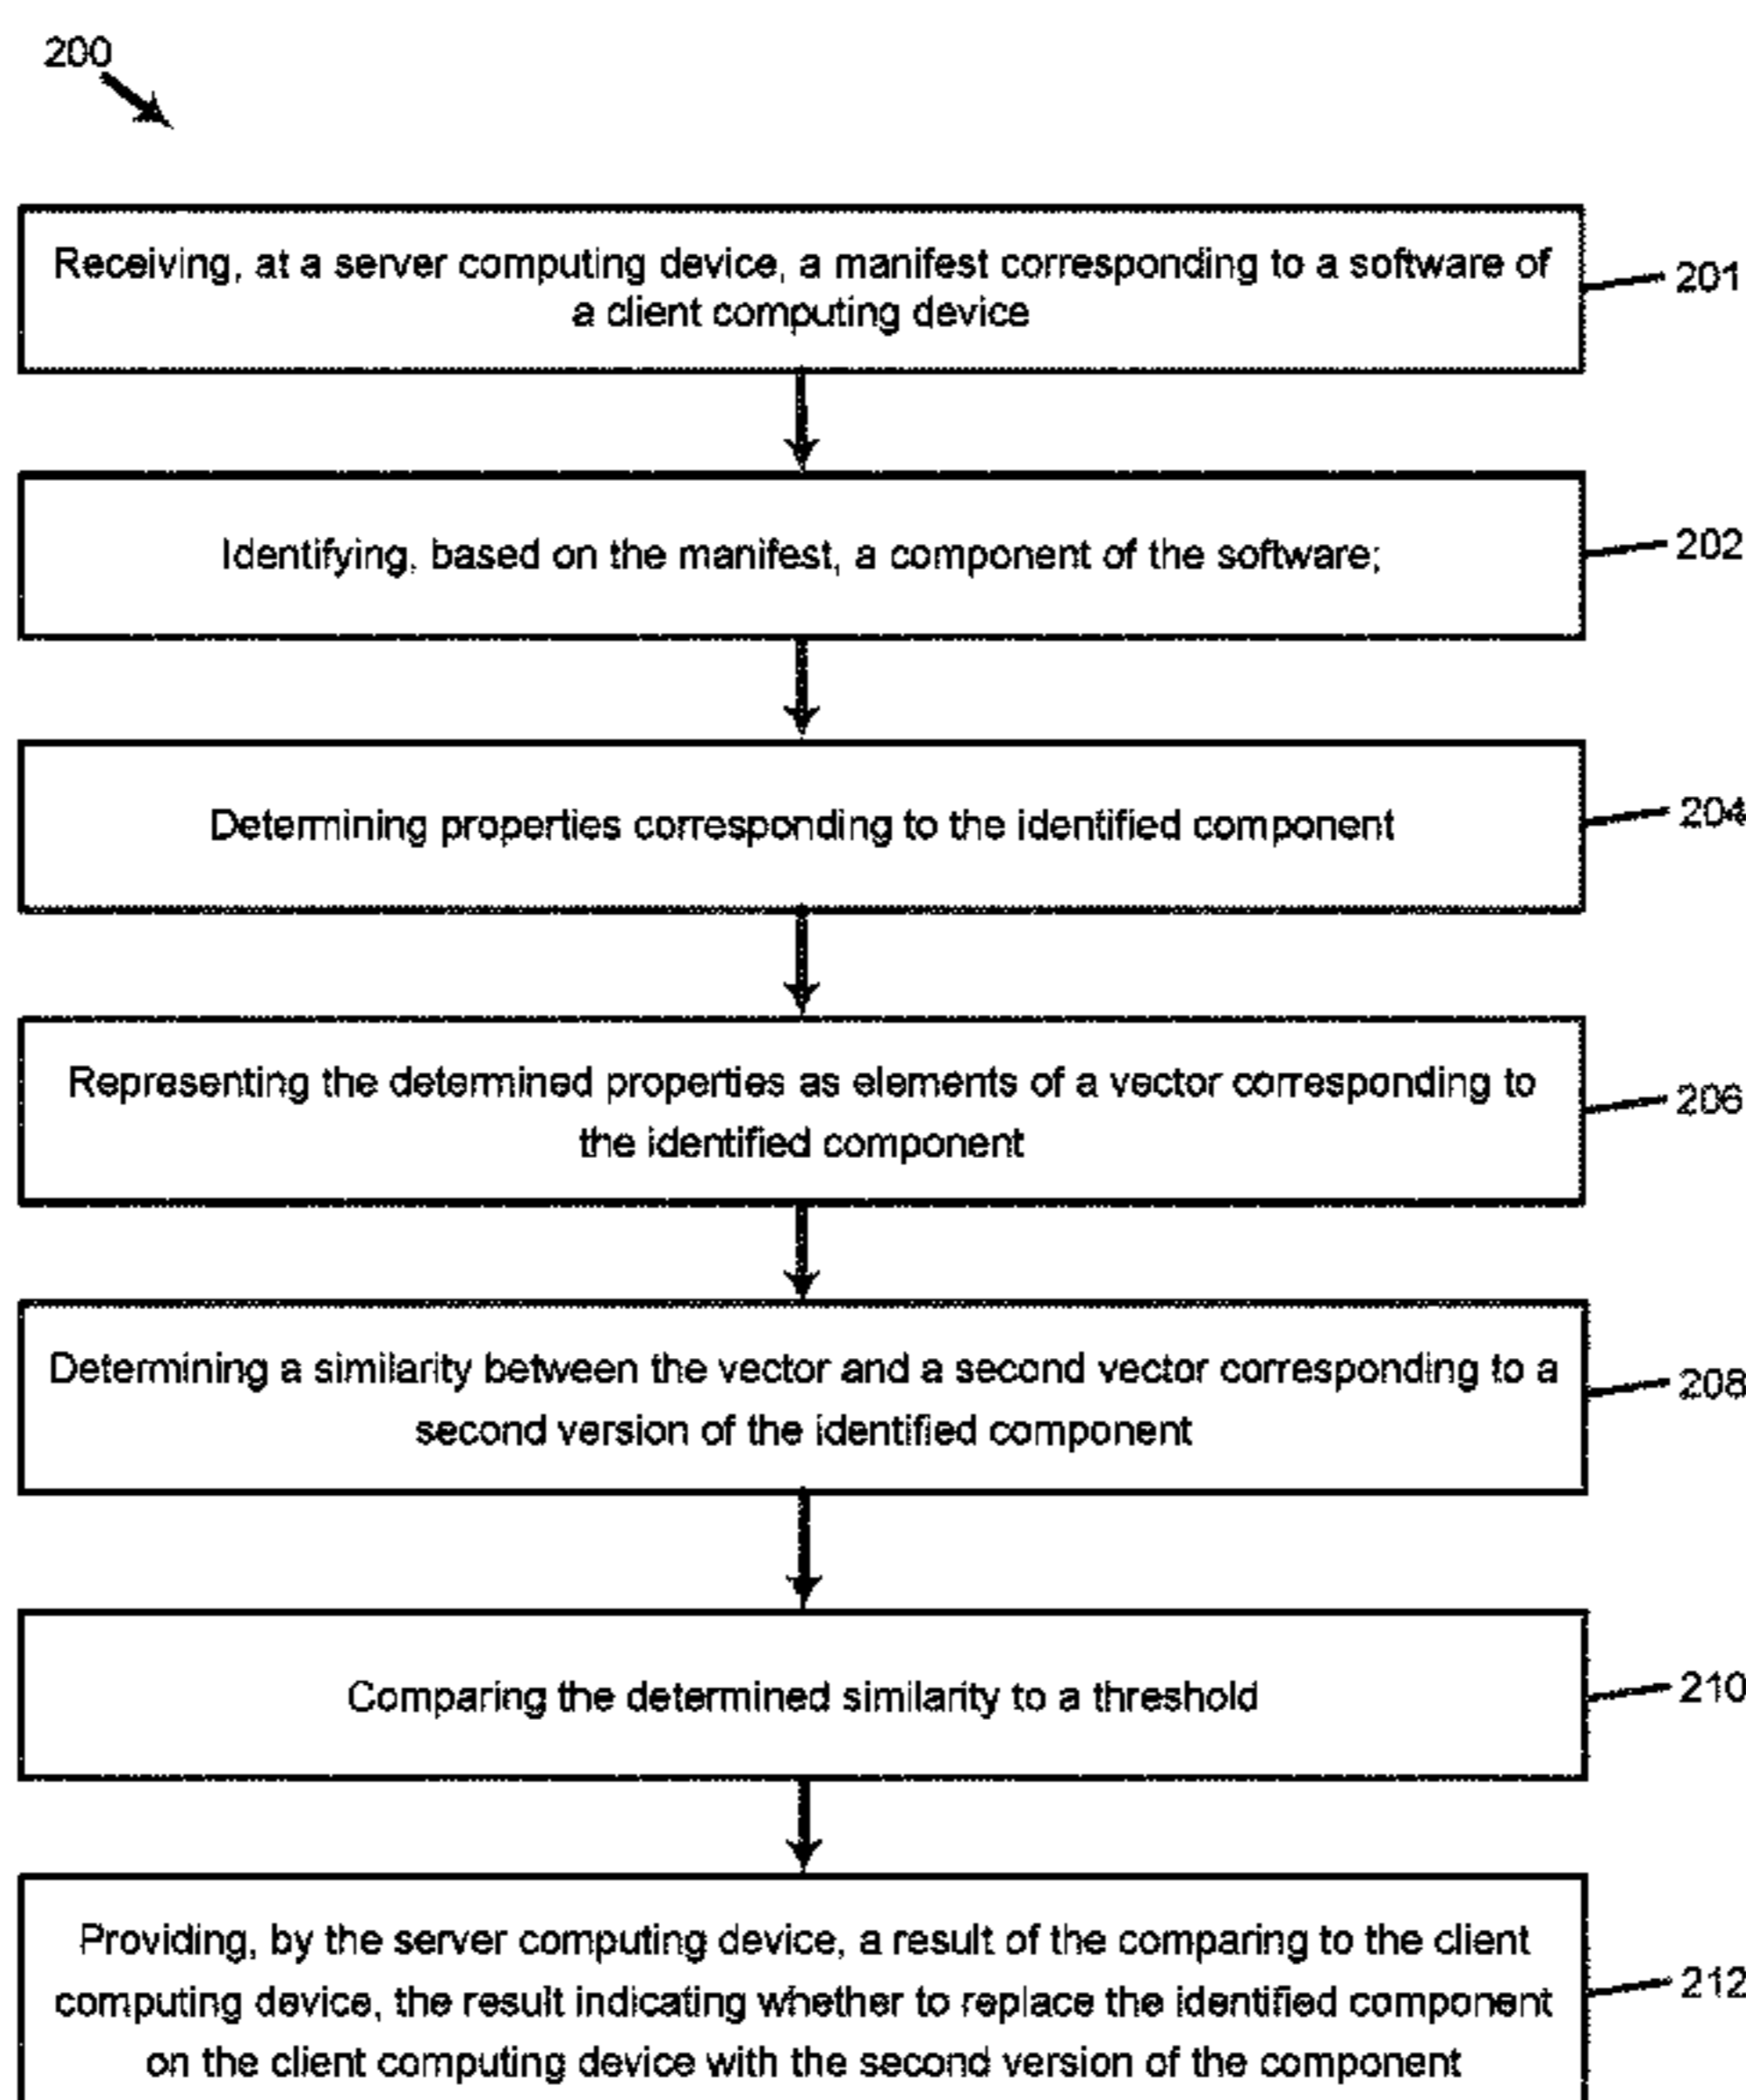 200
Receiving, at a server computing device, a manifest corresponding to a software of
a client computing device
201
Identifying, based on the manifest, a component of the software;
202
Determining properties corresponding to the identified component
204
Representing the determined properties as elements of a vector corresponding to
the identified component
206
Determining a similarity between the vector and a second vector corresponding to a
second version of the identified component
208
Comparing the determined similarity to a threshold
210
Providing, by the server computing device, a result of the comparing to the client
computing device, the result indicating whether to replace the identified component
on the client computing device with the second version of the component
212